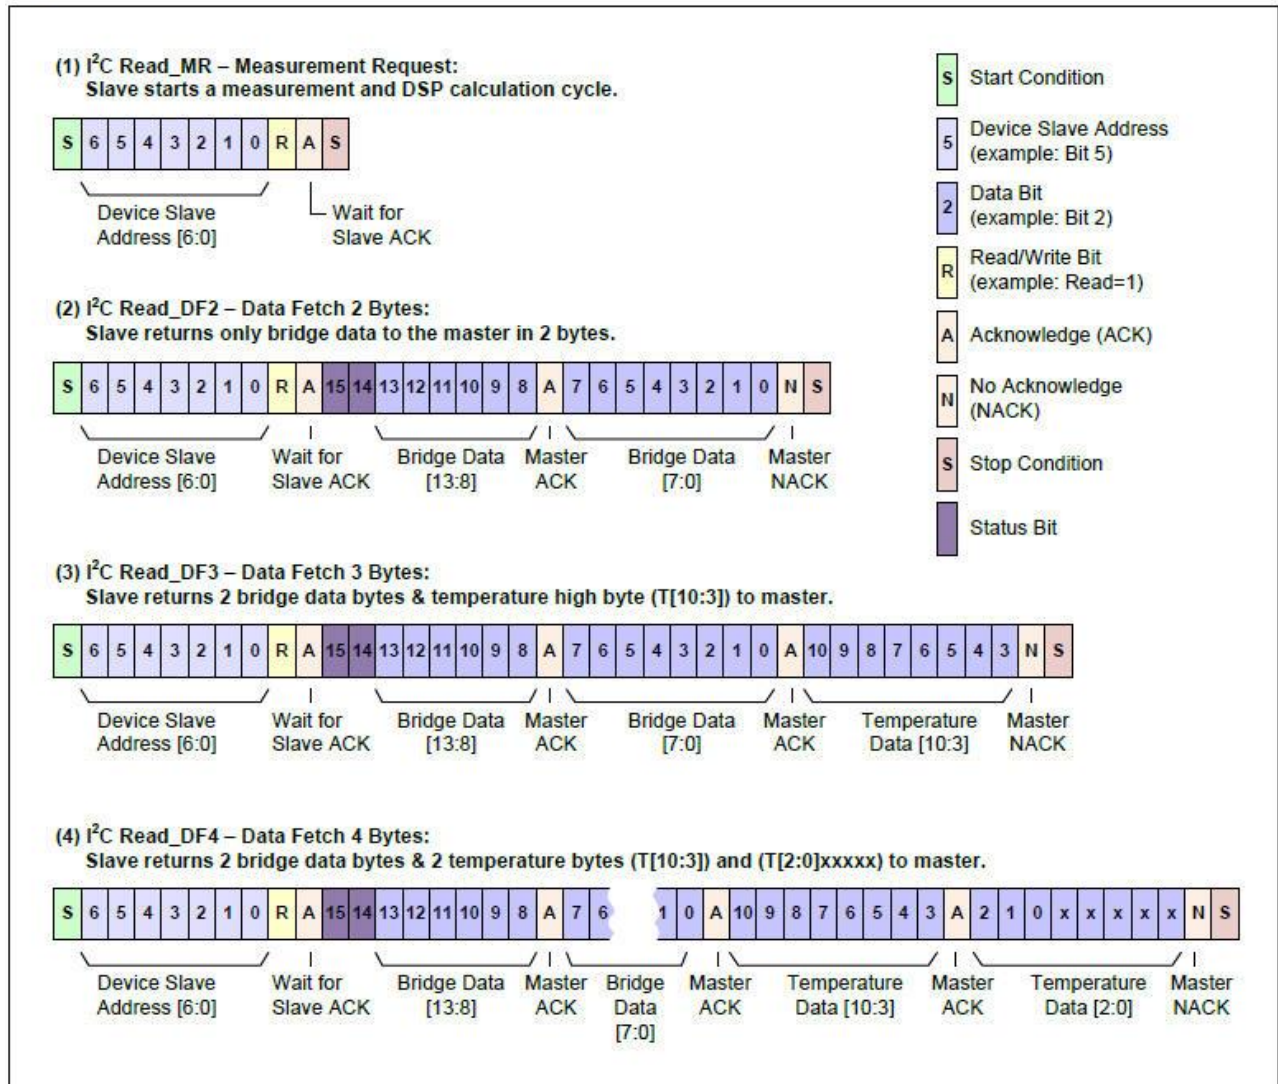 (1) I²C Read_MR – Measurement Request:
Slave starts a measurement and DSP calculation cycle.
S 6 5 4 3 2 1 0 R A S
Device Slave Address [6:0]
Wait for Slave ACK
(2) I²C Read_DF2 – Data Fetch 2 Bytes:
Slave returns only bridge data to the master in 2 bytes.
S 6 5 4 3 2 1 0 R A 15 14 13 12 11 10 9 8 A 7 6 5 4 3 2 1 0 N S
Device Slave Wait for Bridge Data Master Bridge Data Master
Address [6:0] Slave ACK [13:8] ACK [7:0] NACK
(3) I²C Read_DF3 – Data Fetch 3 Bytes:
Slave returns 2 bridge data bytes & temperature high byte (T[10:3]) to master.
S 6 5 4 3 2 1 0 R A 15 14 13 12 11 10 9 8 A 7 6 5 4 3 2 1 0 A 10 9 8 7 6 5 4 3 N S
Device Slave Wait for Bridge Data Master Bridge Data Master Temperature Master
Address [6:0] Slave ACK [13:8] ACK [7:0] ACK Data [10:3] NACK
(4) I²C Read_DF4 – Data Fetch 4 Bytes:
Slave returns 2 bridge data bytes & 2 temperature bytes (T[10:3]) and (T[2:0]xxxxx) to master.
S 6 5 4 3 2 1 0 R A 15 14 13 12 11 10 9 8 A 7 6 1 0 A 10 9 8 7 6 5 4 3 A 2 1 0 x x x x x N S
Device Slave Wait for Bridge Data Master Bridge Master Temperature Master Temperature Master
Address [6:0] Slave ACK [13:8] ACK Data ACK Data [10:3] ACK Data [2:0] NACK
[7:0]
S Start Condition
5 Device Slave Address
(example: Bit 5)
2 Data Bit
(example: Bit 2)
R Read/Write Bit
(example: Read=1)
A Acknowledge (ACK)
N No Acknowledge
(NACK)
S Stop Condition
Status Bit